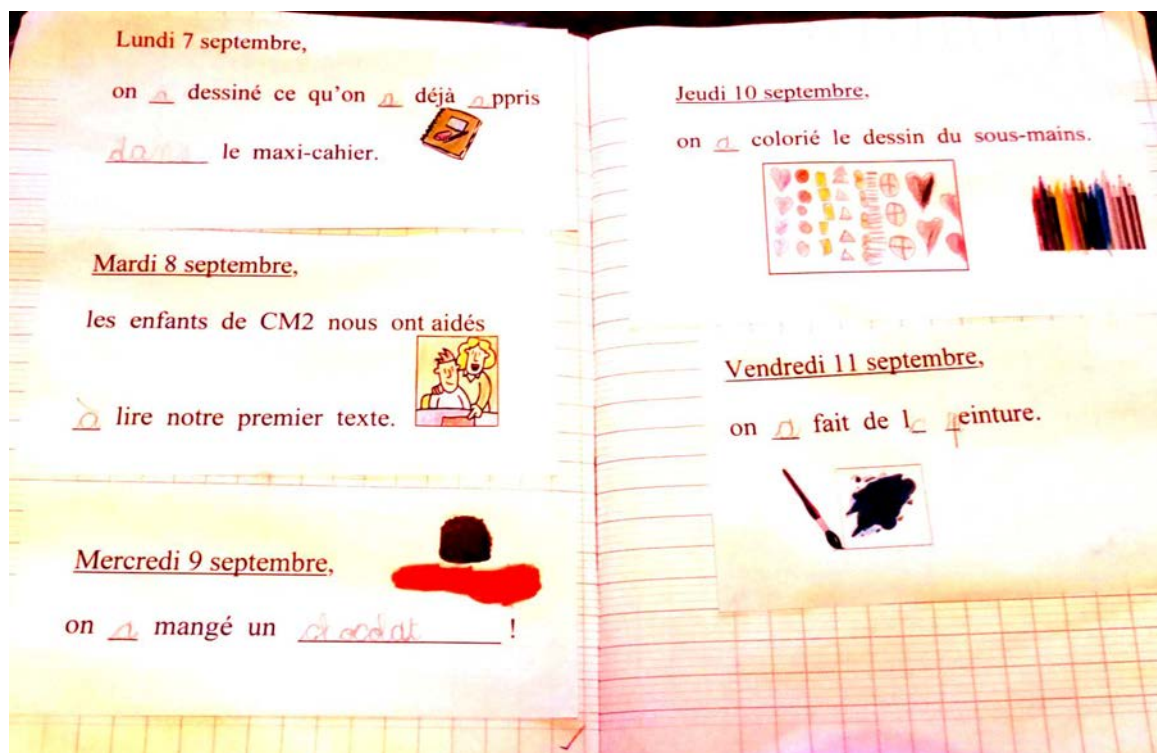 Lundi 7 septembre,
on a dessiné ce qu'on a déjà appris
dans le maxi-cahier.
Mardi 8 septembre,
les enfants de CM2 nous ont aidés
à lire notre premier texte.
Mercredi 9 septembre,
on a mangé un !
Jeudi 10 septembre,
on a colorié le dessin du sous-mains.
Vendredi 11 septembre,
on a fait de la peinture.